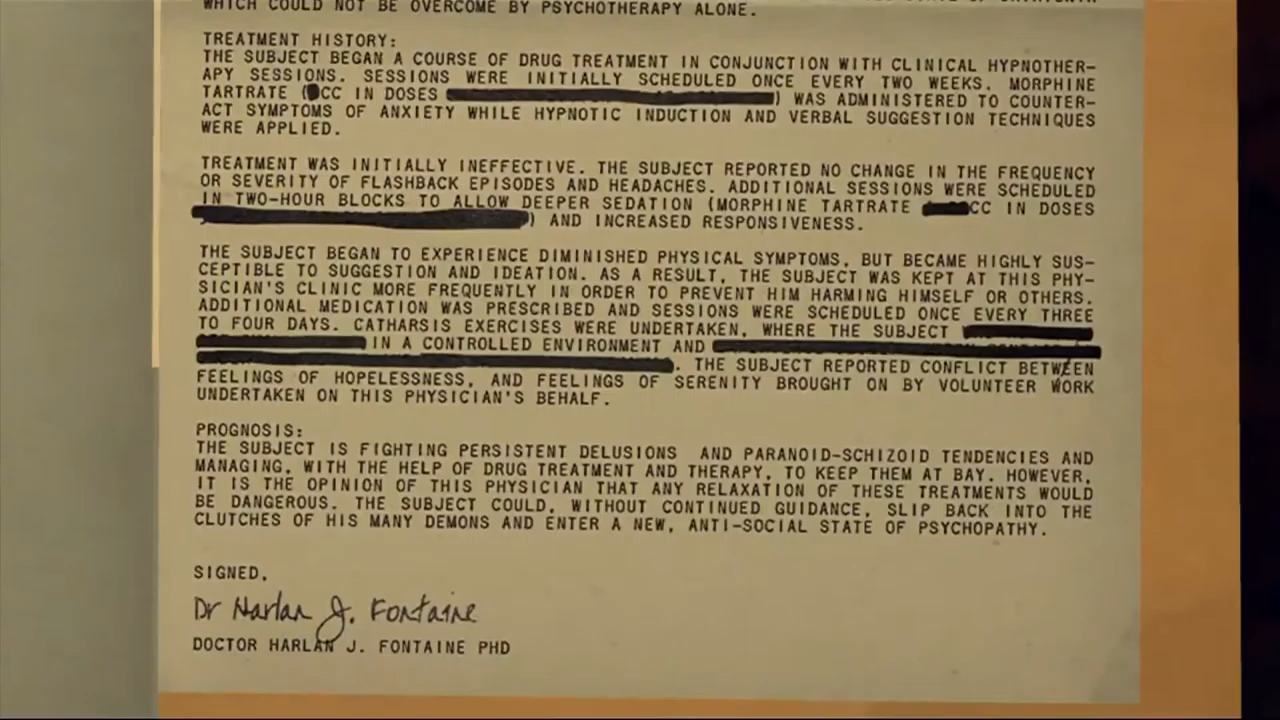 WHICH COULD NOT BE OVERCOME BY PSYCHOTHERAPY ALONE.
TREATMENT HISTORY:
THE SUBJECT BEGAN A COURSE OF DRUG TREATMENT IN CONJUNCTION WITH CLINICAL HYPNOTHER-
APY SESSIONS. SESSIONS WERE INITIALLY SCHEDULED ONCE EVERY TWO WEEKS. MORPHINE
TARTRATE ( CC IN DOSES ) WAS ADMINISTERED TO COUNTER-
ACT SYMPTOMS OF ANXIETY WHILE HYPNOTIC INDUCTION AND VERBAL SUGGESTION TECHNIQUES
WERE APPLIED.
TREATMENT WAS INITIALLY INEFFECTIVE. THE SUBJECT REPORTED NO CHANGE IN THE FREQUENCY
OR SEVERITY OF FLASHBACK EPISODES AND HEADACHES. ADDITIONAL SESSIONS WERE SCHEDULED
IN TWO-HOUR BLOCKS TO ALLOW DEEPER SEDATION (MORPHINE TARTRATE CC IN DOSES
) AND INCREASED RESPONSIVENESS.
THE SUBJECT BEGAN TO EXPERIENCE DIMINISHED PHYSICAL SYMPTOMS, BUT BECAME HIGHLY SUS-
CEPTIBLE TO SUGGESTION AND IDEATION. AS A RESULT, THE SUBJECT WAS KEPT AT THIS PHY-
SICIAN'S CLINIC MORE FREQUENTLY IN ORDER TO PREVENT HIM HARMING HIMSELF OR OTHERS.
ADDITIONAL MEDICATION WAS PRESCRIBED AND SESSIONS WERE SCHEDULED ONCE EVERY THREE
TO FOUR DAYS. CATHARSIS EXERCISES WERE UNDERTAKEN, WHERE THE SUBJECT
IN A CONTROLLED ENVIRONMENT AND
. THE SUBJECT REPORTED CONFLICT BETWEEN
FEELINGS OF HOPELESSNESS, AND FEELINGS OF SERENITY BROUGHT ON BY VOLUNTEER WORK
UNDERTAKEN ON THIS PHYSICIAN'S BEHALF.
PROGNOSIS:
THE SUBJECT IS FIGHTING PERSISTENT DELUSIONS AND PARANOID-SCHIZOID TENDENCIES AND
MANAGING, WITH THE HELP OF DRUG TREATMENT AND THERAPY, TO KEEP THEM AT BAY. HOWEVER,
IT IS THE OPINION OF THIS PHYSICIAN THAT ANY RELAXATION OF THESE TREATMENTS WOULD
BE DANGEROUS. THE SUBJECT COULD, WITHOUT CONTINUED GUIDANCE, SLIP BACK INTO THE
CLUTCHES OF HIS MANY DEMONS AND ENTER A NEW, ANTI-SOCIAL STATE OF PSYCHOPATHY.
SIGNED,
Dr Harlan J. Fontaine
DOCTOR HARLAN J. FONTAINE PHD